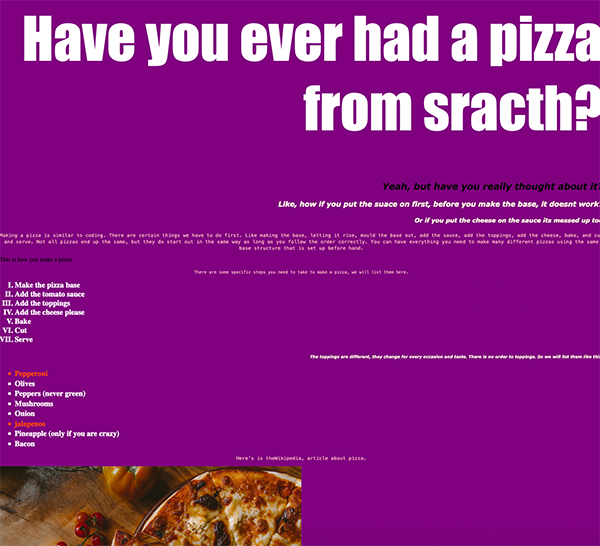 Have you ever had a pizza
from sracth?
Yeah, but have you really thought about it?
Like, how if you put the suace on first, before you make the base, it doesnt work?
Or if you put the cheese on the sauce its messed up too
Making a pizza is similar to coding. There are certain things we have to do first. Like making the base, letting it rise, mould the base out, add the sauce, add the toppings, add the cheese, bake, and cu
and serve. Not all pizzas end up the same, but they do start out in the same way as long as you follow the order correctly. You can have everything you need to make many different pizzas using the same
base structure that is set up before hand.
This is how you make a pizza
There are some specific steps you need to take to make a pizza, we will list them here.
I. Make the pizza base
II. Add the tomato sauce
III. Add the toppings
IV. Add the cheese please
V. Bake
VI. Cut
VII. Serve
The toppings are different, they change for every occasion and taste. There is no order to toppings. So we will list them like this
Pepperoni
Olives
Peppers (never green)
Mushrooms
Onion
jalapenos
Pineapple (only if you are crazy)
Bacon
Here's is theWikipedia, article about pizza.